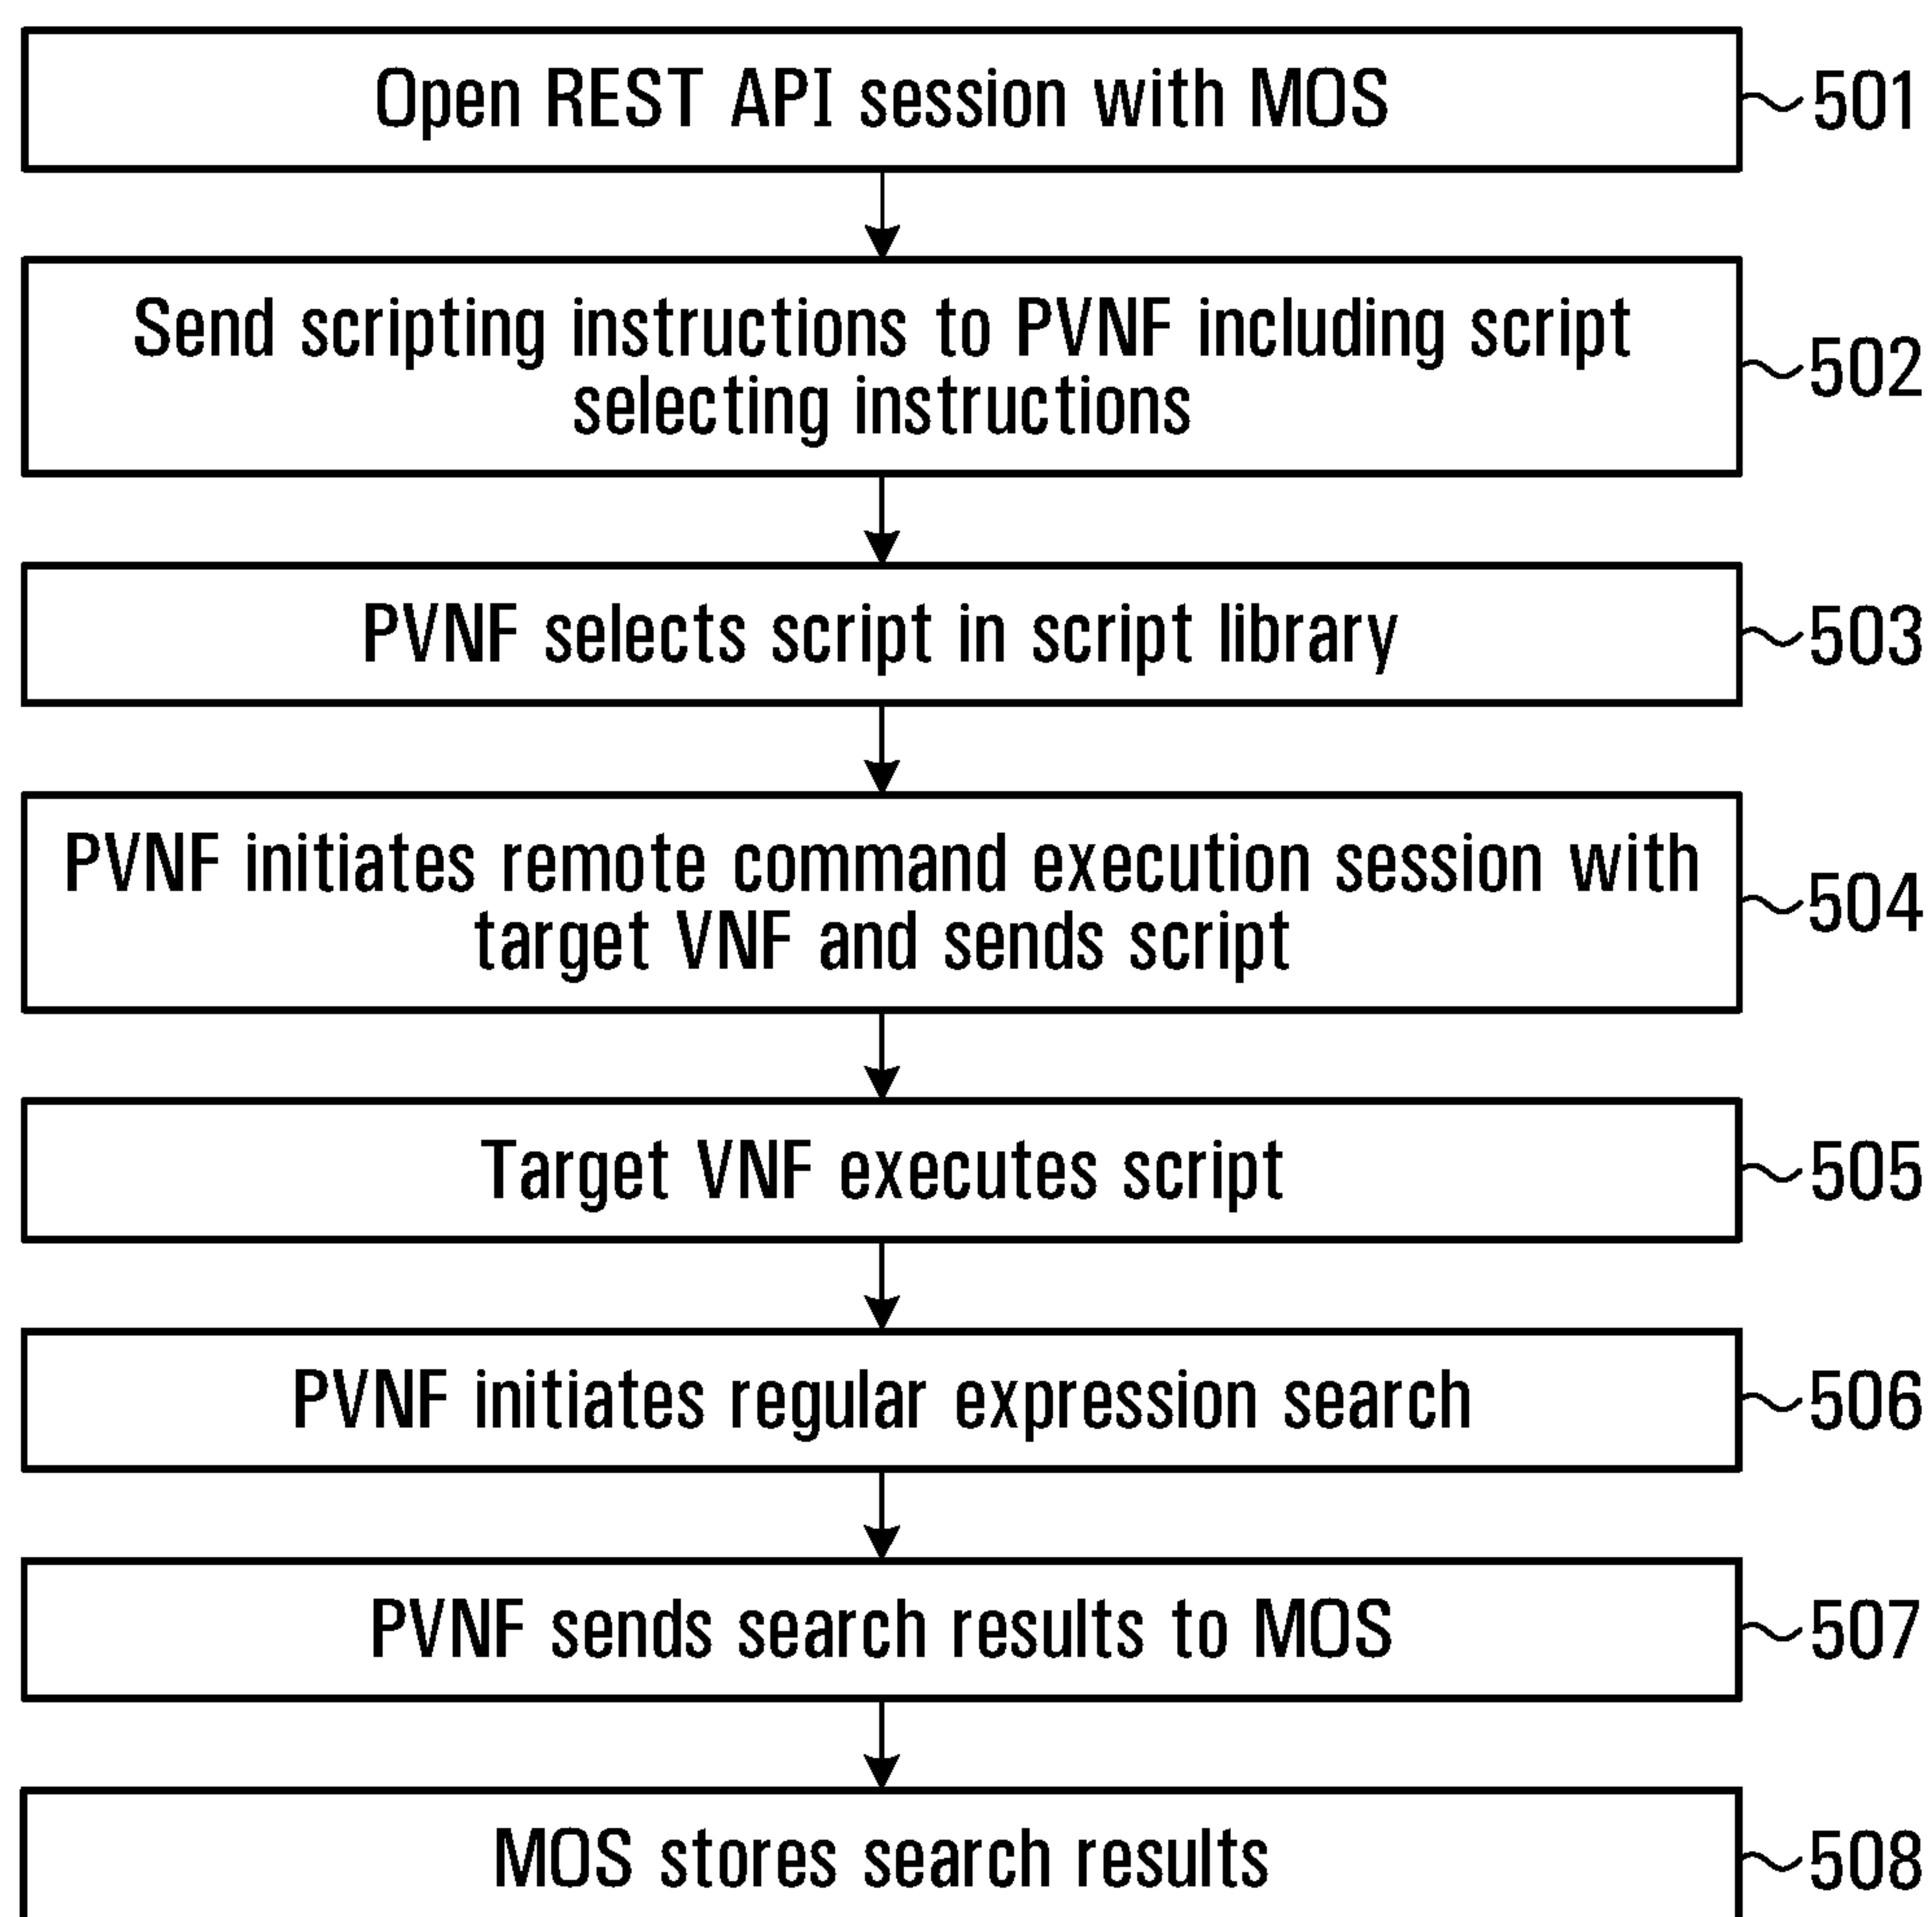 Open REST API session with MOS
501
Send scripting instructions to PVNF including script
selecting instructions
502
PVNF selects script in script library
503
PVNF initiates remote command execution session with
target VNF and sends script
504
Target VNF executes script
505
PVNF initiates regular expression search
506
PVNF sends search results to MOS
507
MOS stores search results
508